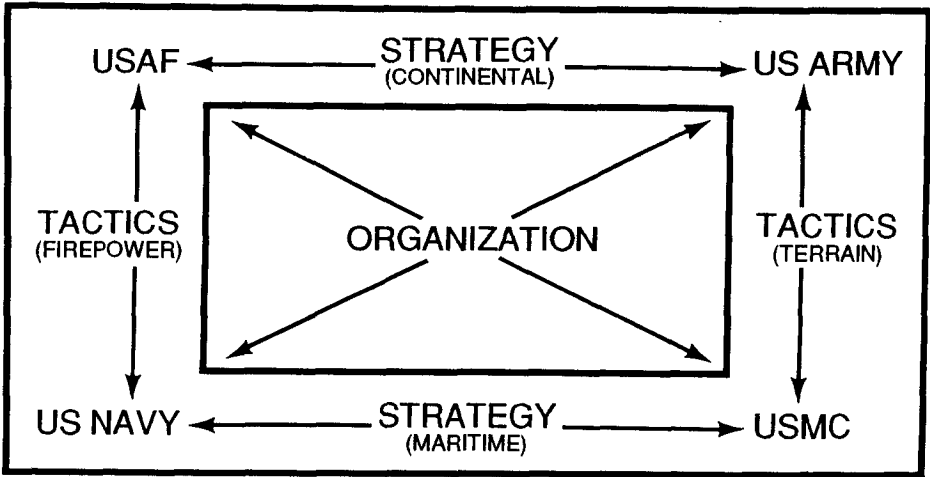 USAF
STRATEGY
(CONTINENTAL)
US ARMY
TACTICS
(FIREPOWER)
ORGANIZATION
TACTICS
(TERRAIN)
US NAVY
STRATEGY
(MARITIME)
USMC